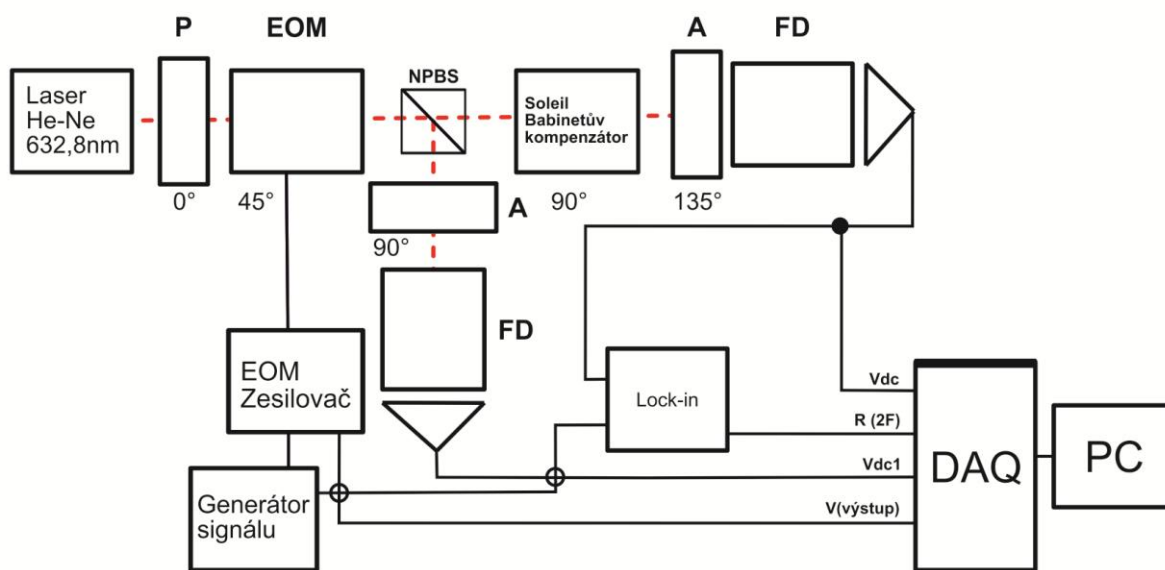 P
EOM
A
FD
NPBS
Laser
He-Ne
632,8nm
Soleil
Babinetův
kompenzátor
0°
45°
A
90°
90°
135°
FD
EOM
Zesilovač
Lock-in
Vdc
R (2F)
Vdc1
V(výstup)
DAQ
PC
Generátor
signálu